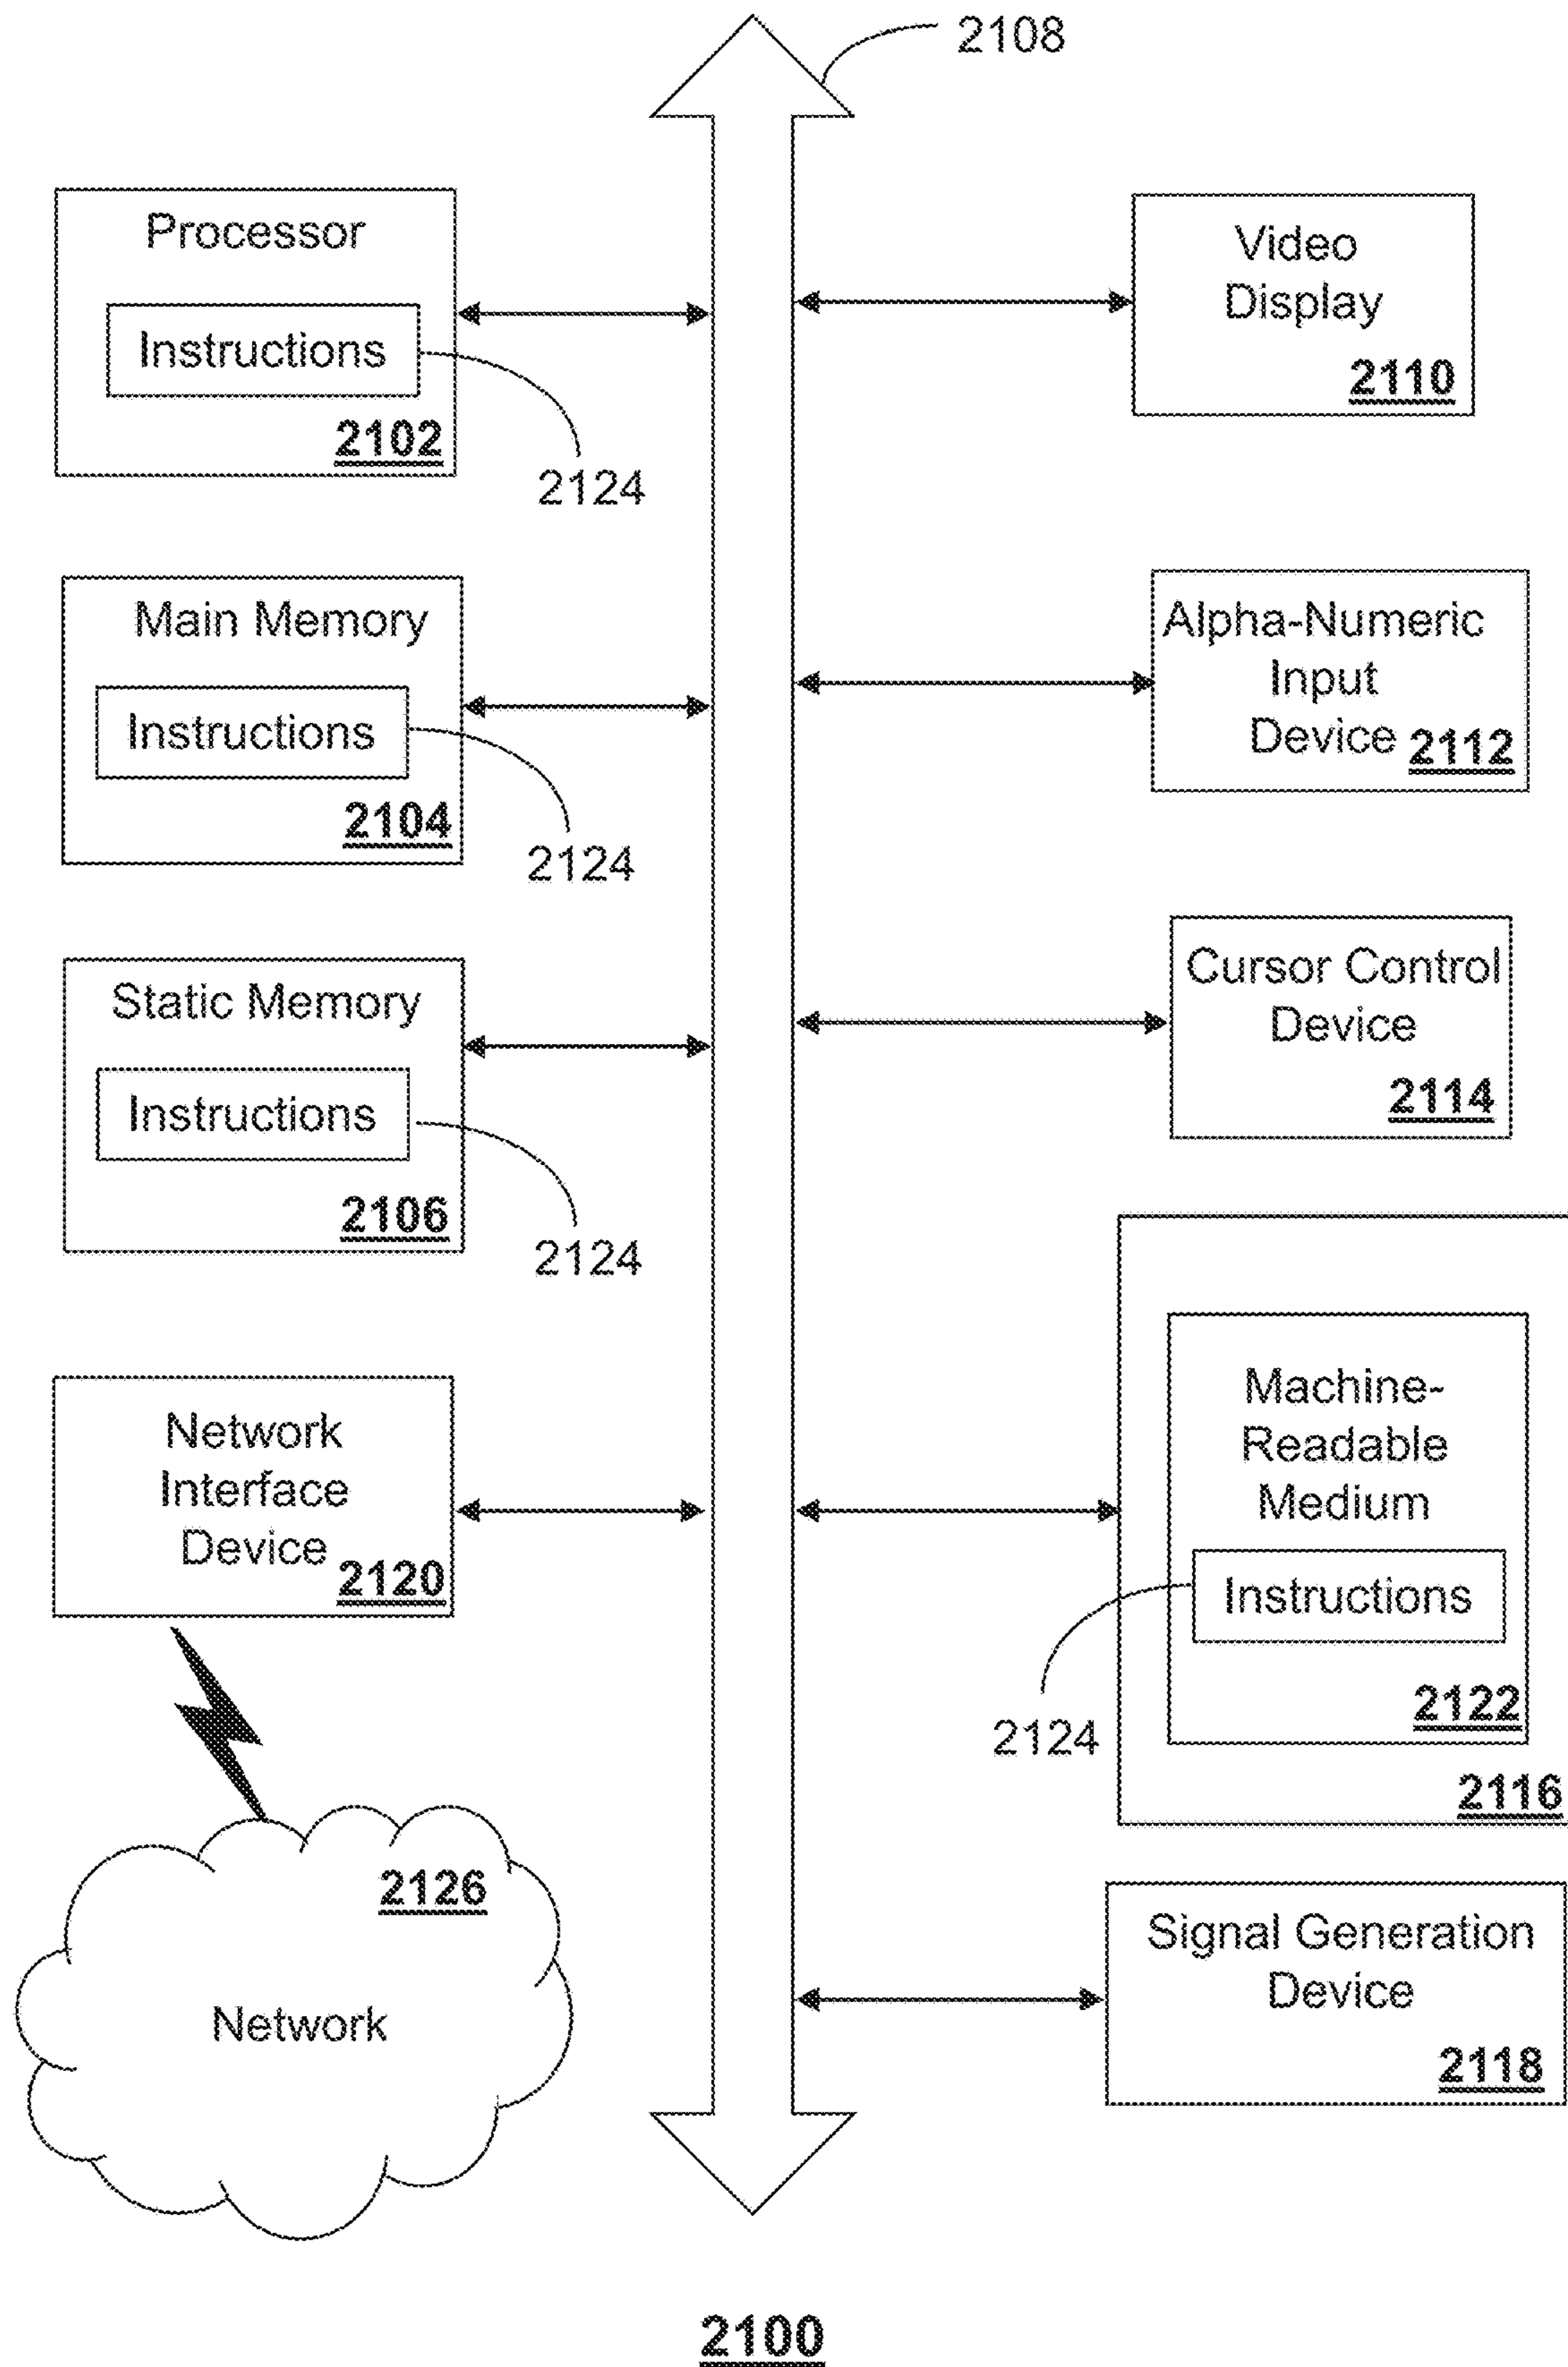 2108
Processor
Instructions
2102
2124
Main Memory
Instructions
2104
2124
Static Memory
Instructions
2106
2124
Network
Interface
Device
2120
2126
Network
Video
Display
2110
Alpha-Numeric
Input
Device
2112
Cursor Control
Device
2114
Machine-
Readable
Medium
Instructions
2122
2124
2116
Signal Generation
Device
2118
2100